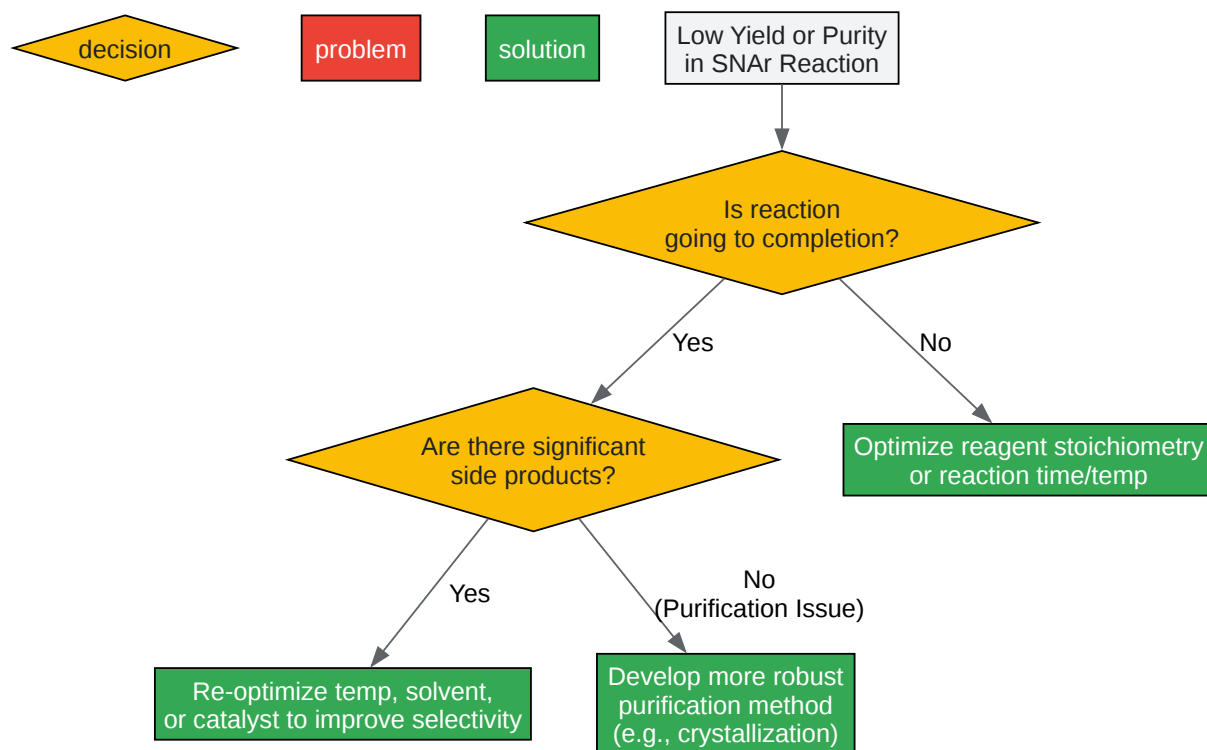 decision
problem
solution
Low Yield or Purity
in SNAr Reaction
Is reaction
going to completion?
Yes
No
Are there significant
side products?
Optimize reagent stoichiometry
or reaction time/temp
Yes
No
(Purification Issue)
Re-optimize temp, solvent,
or catalyst to improve selectivity
Develop more robust
purification method
(e.g., crystallization)